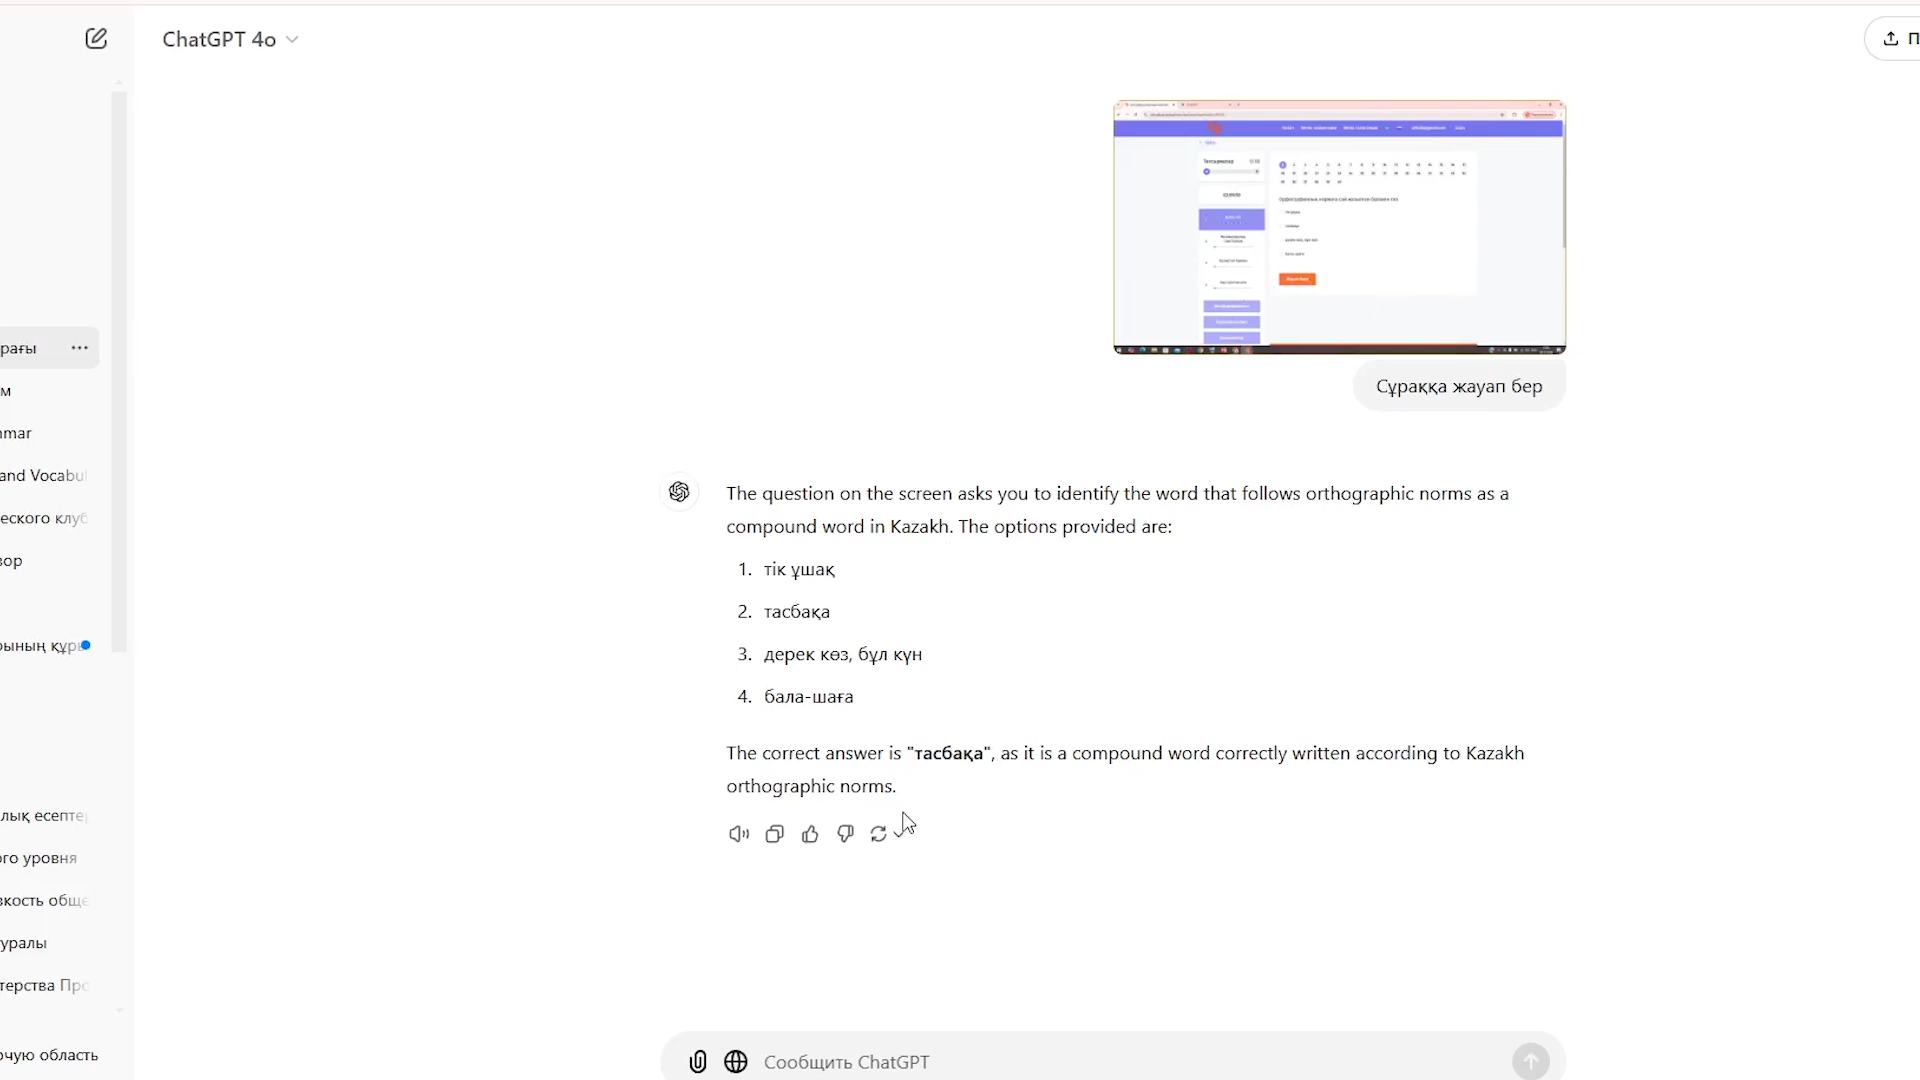 ChatGPT 4o
П
Сұраққа жауап бер
рағы
м
mar
and Vocabu
еского клуб
зор
ының құры
лық есепте
го уровня
зкость обще
уралы
терства Про
очую область
The question on the screen asks you to identify the word that follows orthographic norms as a
compound word in Kazakh. The options provided are:
1. тік ұшақ
2. тасбақа
3. дерек көз, бұл күн
4. бала-шаға
The correct answer is "тасбақа", as it is a compound word correctly written according to Kazakh
orthographic norms.
Сообщить ChatGPT